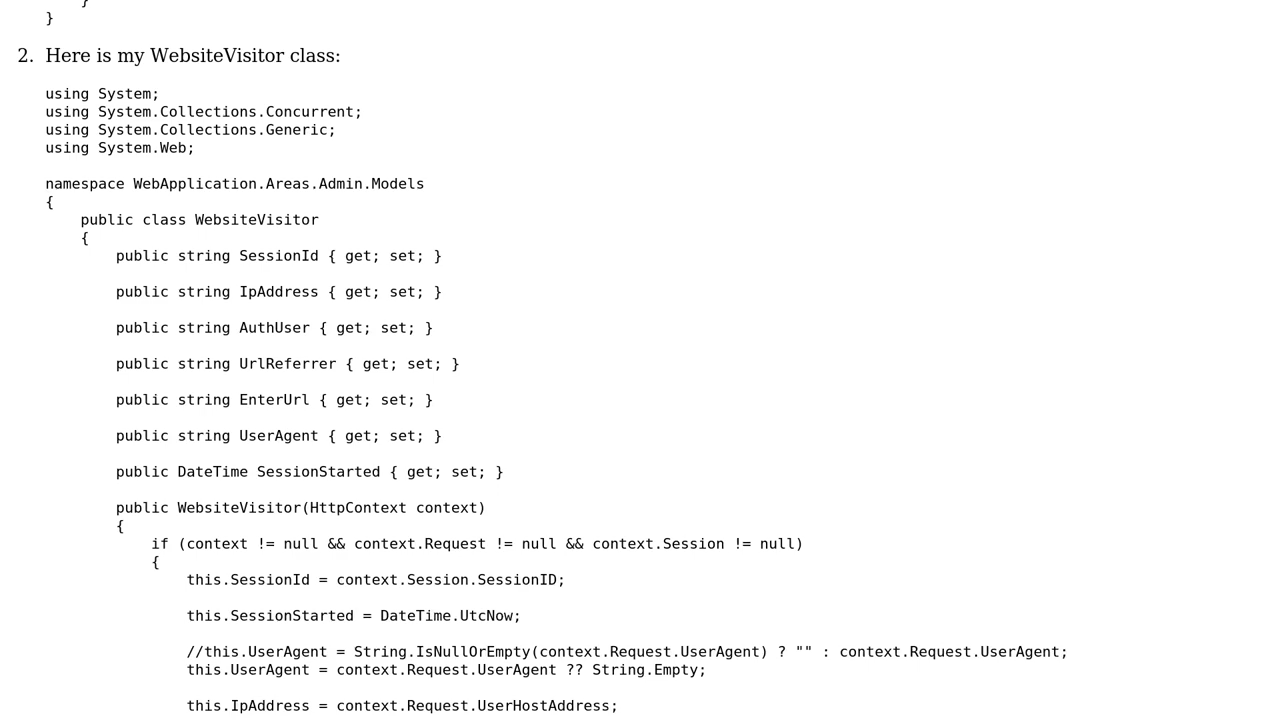 }
}
2. Here is my WebsiteVisitor class:
using System;
using System.Collections.Concurrent;
using System.Collections.Generic;
using System.Web;
namespace WebApplication.Areas.Admin.Models
{
public class WebsiteVisitor
{
public string SessionId { get; set; }
public string IpAddress { get; set; }
public string AuthUser { get; set; }
public string UrlReferrer { get; set; }
public string EnterUrl { get; set; }
public string UserAgent { get; set; }
public DateTime SessionStarted { get; set; }
public WebsiteVisitor(HttpContext context)
{
if (context != null && context.Request != null && context.Session != null)
{
this.SessionId = context.Session.SessionID;
this.SessionStarted = DateTime.UtcNow;
//this.UserAgent = String.IsNullOrEmpty(context.Request.UserAgent) ? "" : context.Request.UserAgent;
this.UserAgent = context.Request.UserAgent ?? String.Empty;
this.IpAddress = context.Request.UserHostAddress;